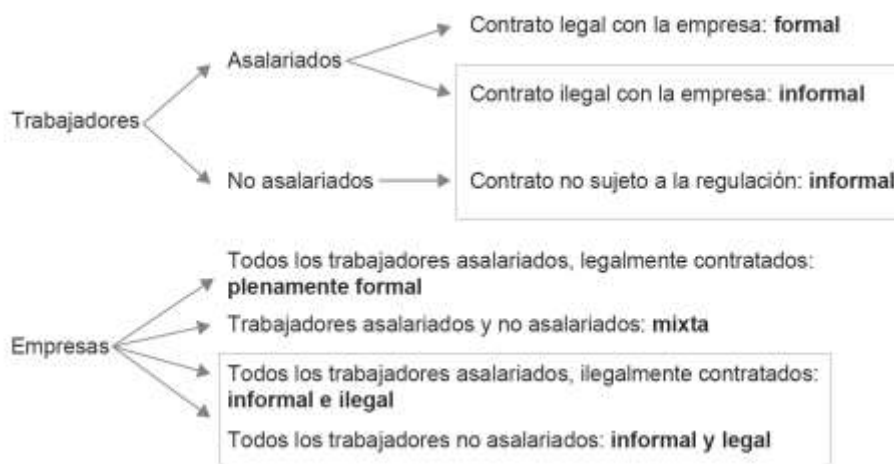 Contrato legal con la empresa: formal
Asalariados
Contrato ilegal con la empresa: informal
Trabajadores
No asalariados
Contrato no sujeto a la regulación: informal
Todos los trabajadores asalariados, legalmente contratados:
plenamente formal
Trabajadores asalariados y no asalariados: mixta
Empresas
Todos los trabajadores asalariados, ilegalmente contratados:
informal e ilegal
Todos los trabajadores no asalariados: informal y legal